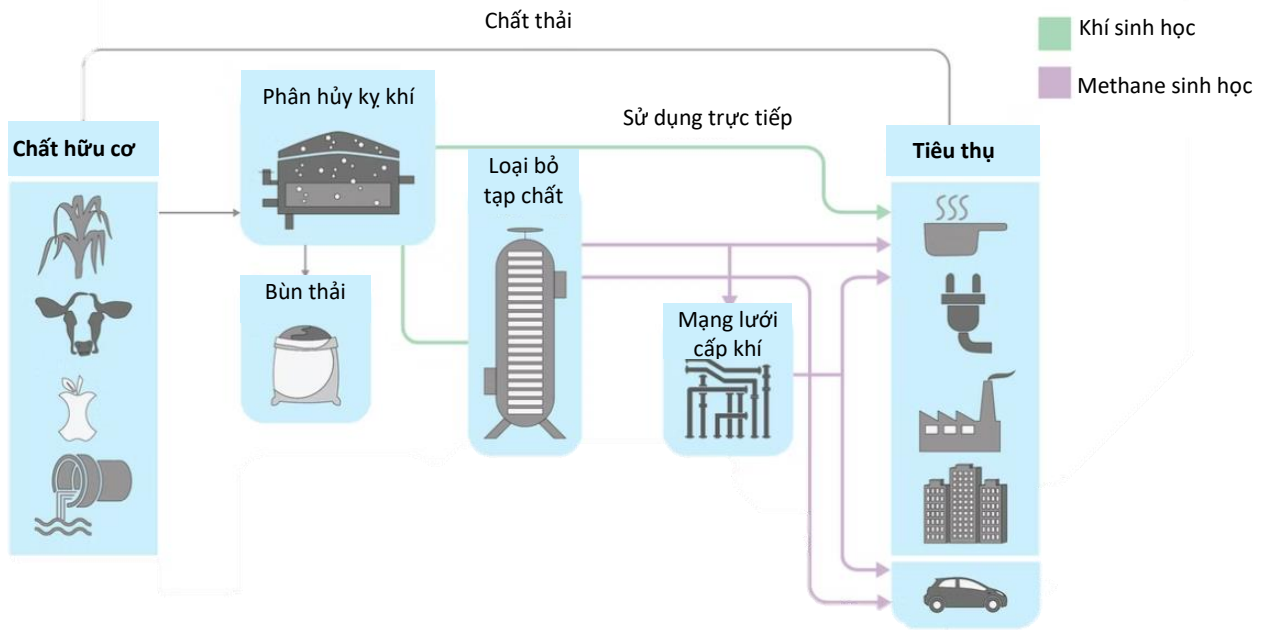 Chất thải
Khí sinh học
Methane sinh học
Phân hủy kỵ khí
Sử dụng trực tiếp
Chất hữu cơ
Loại bỏ
tạp chất
Tiêu thụ
Bùn thải
Mạng lưới
cấp khí